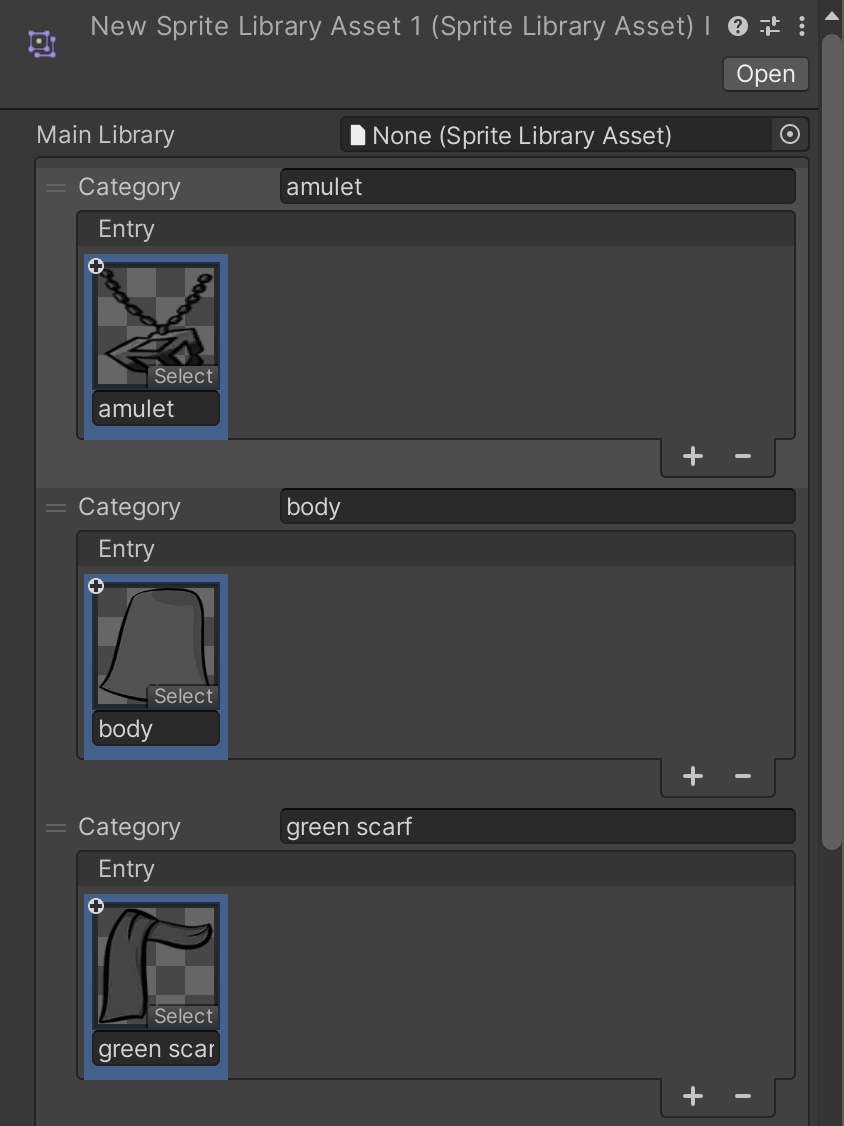 New Sprite Library Asset 1 (Sprite Library Asset) I
Open
Main Library
None (Sprite Library Asset)
Category
amulet
Entry
Select
amulet
Category
body
Entry
Select
body
Category
green scarf
Entry
Select
green scar